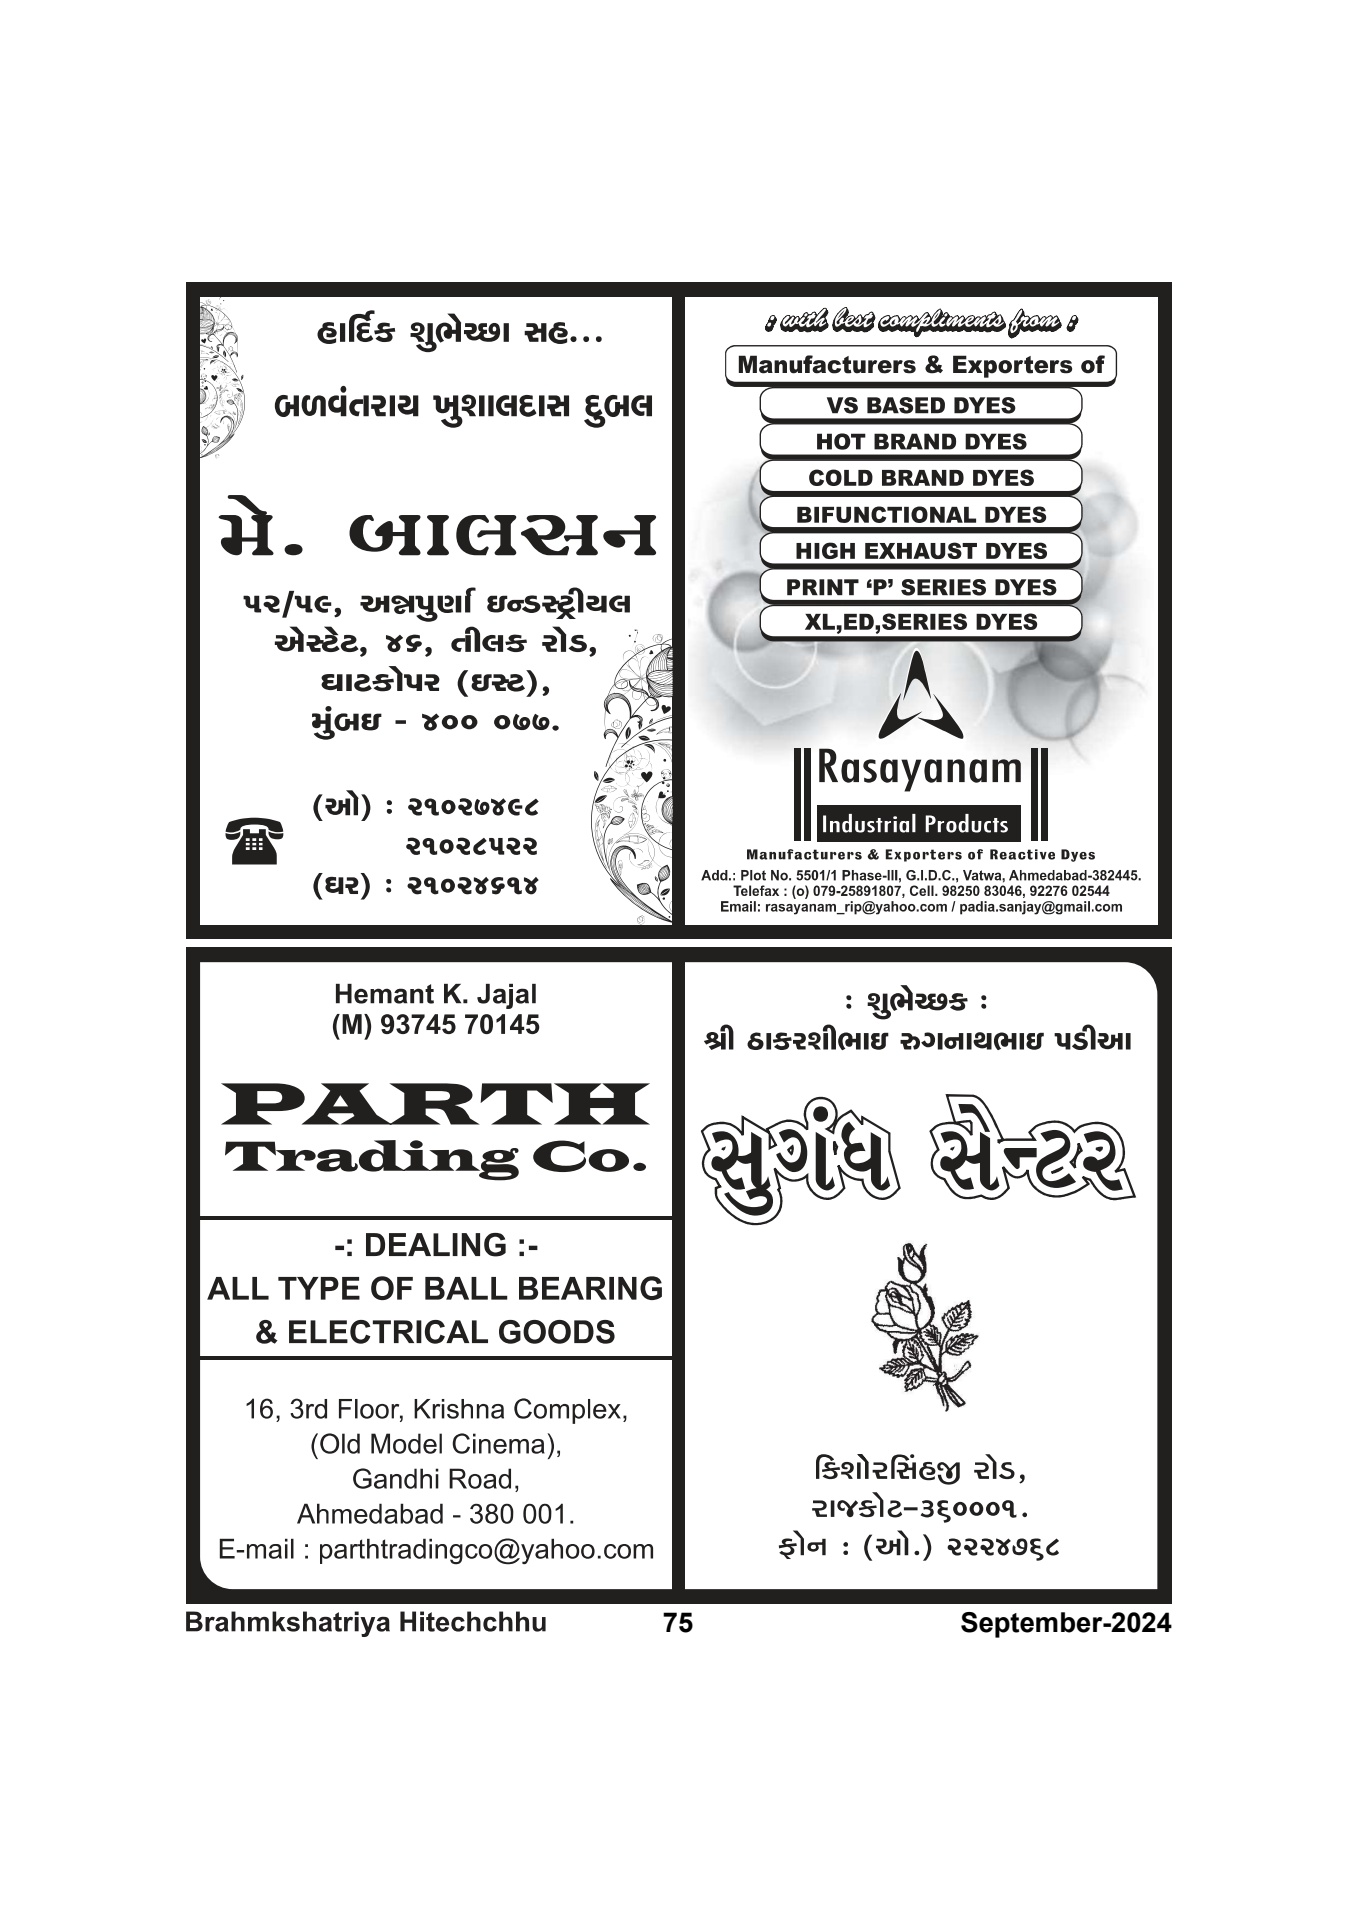 હાર્દિક શુભેચ્છા સહ...
બળવંતરાય ખુશાલદાસ દુબલ
મે. બાલસન
૫૨/૫૯, અન્નપુર્ણા ઇન્ડસ્ટ્રીયલ
એસ્ટેટ, ૪૬, તીલક રોડ,
ઘાટકોપર (ઇસ્ટ),
મુંબઇ - ૪૦૦ ૦૭૭.
(ઓ) : ૨૧૦૨૭૪૯૮
૨૧૦૨૮૫૨૨
(ઘર) : ૨૧૦૨૪૬૧૪
: with best compliments from :
Manufacturers & Exporters of
VS BASED DYES
HOT BRAND DYES
COLD BRAND DYES
BIFUNCTIONAL DYES
HIGH EXHAUST DYES
PRINT ‘P’ SERIES DYES
XL,ED,SERIES DYES
Rasayanam
Industrial Products
Manufacturers & Exporters of Reactive Dyes
Add.: Plot No. 5501/1 Phase-III, G.I.D.C., Vatwa, Ahmedabad-382445.
Telefax : (o) 079-25891807, Cell. 98250 83046, 92276 02544
Email: rasayanam_rip@yahoo.com / padia.sanjay@gmail.com
Hemant K. Jajal
(M) 93745 70145
PARTH
Trading Co.
-: DEALING :-
ALL TYPE OF BALL BEARING
& ELECTRICAL GOODS
16, 3rd Floor, Krishna Complex,
(Old Model Cinema),
Gandhi Road,
Ahmedabad - 380 001.
E-mail : parthtradingco@yahoo.com
: શુભેચ્છક :
શ્રી ઠાકરશીભાઇ રુગનાથભાઇ પડીઆ
સુગંધ સેન્ટર
કિશોરસિંહજી રોડ,
રાજકોટ–૩૬૦૦૦૧.
ફોન : (ઓ.) ૨૨૨૪૭૬૮
Brahmkshatriya Hitechchhu 75 September-2024